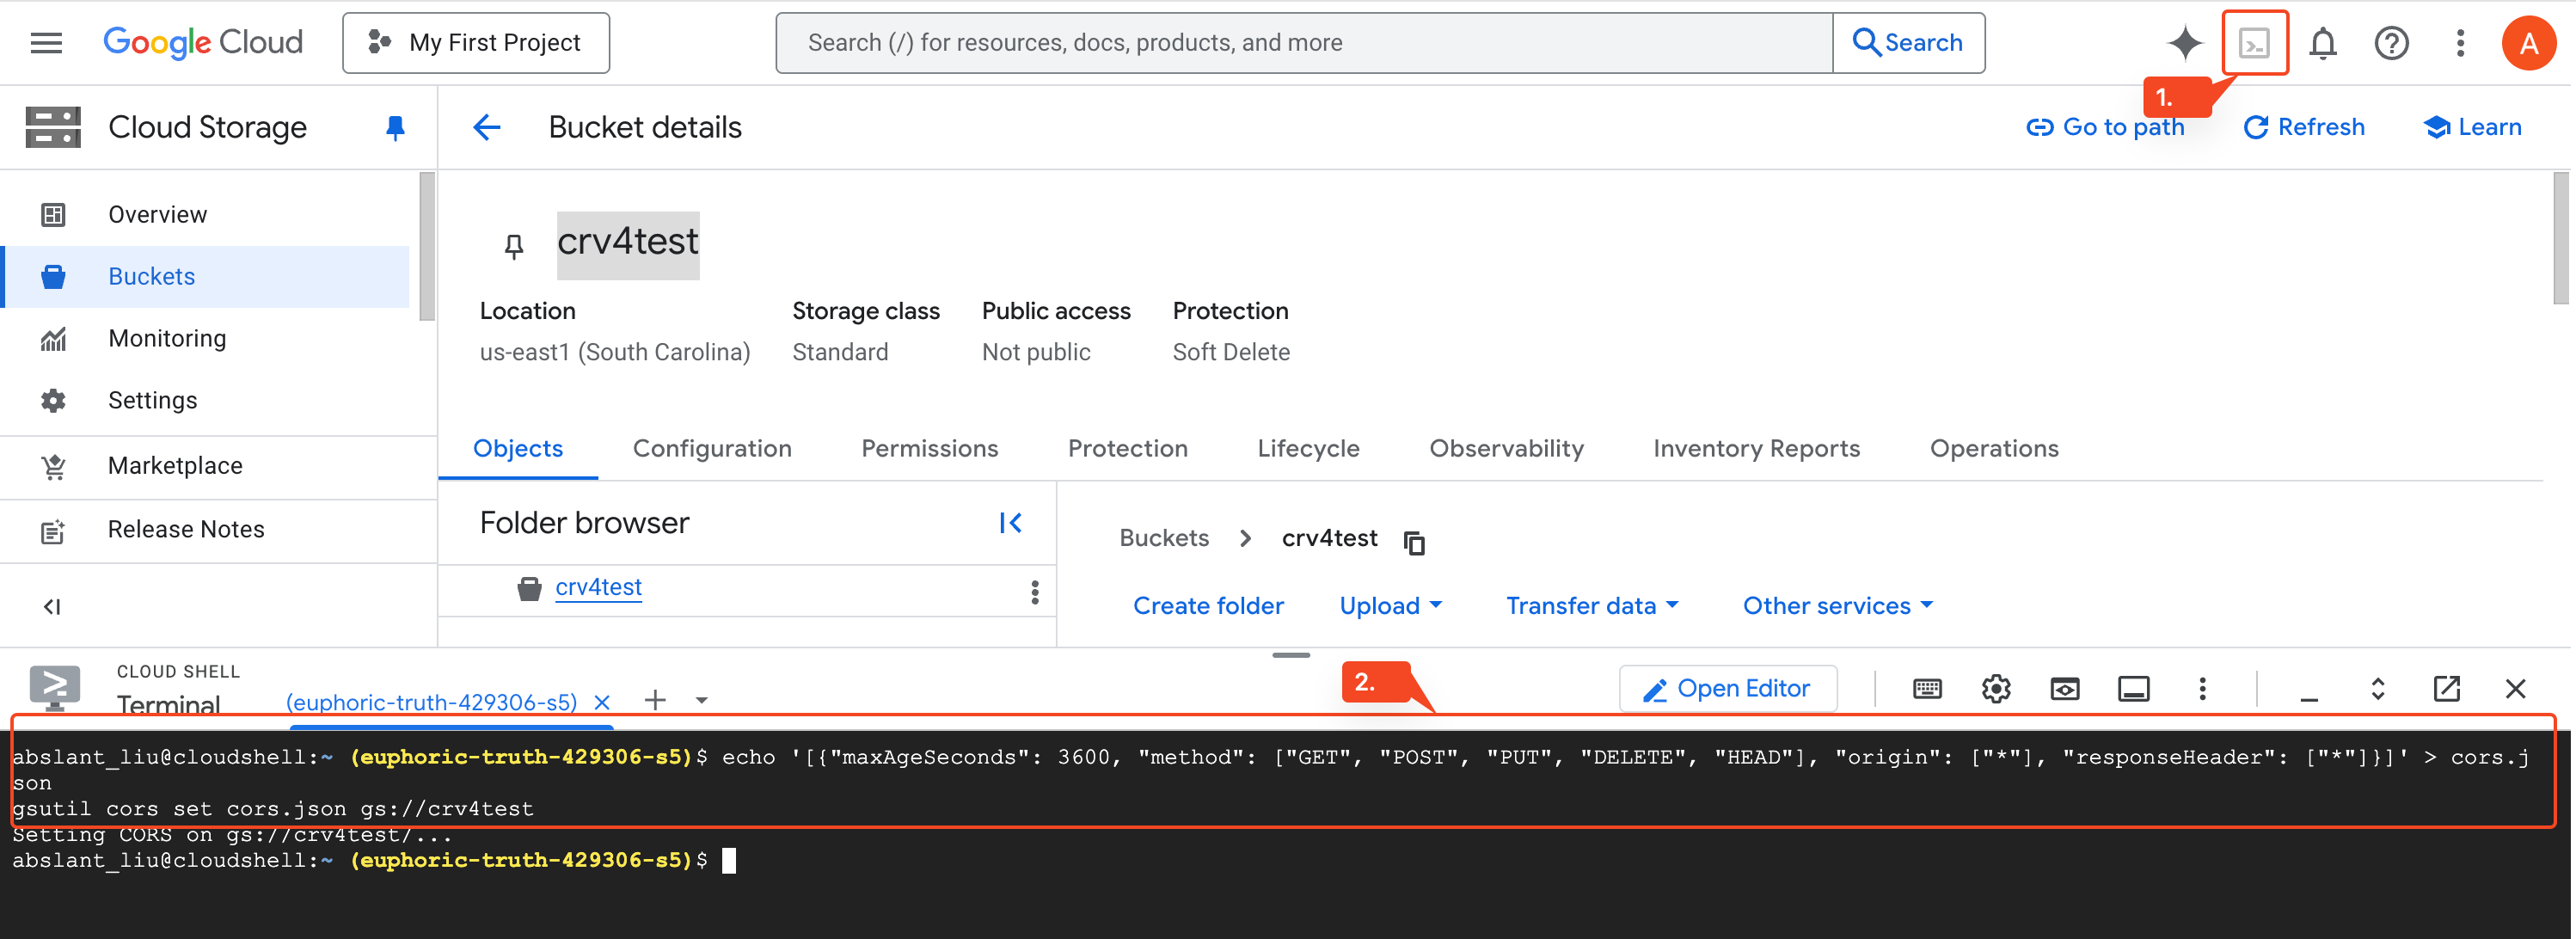 Google Cloud
My First Project
Search (/) for resources, docs, products, and more
Search
A
1.
Cloud Storage
Bucket details
Go to path
Refresh
Learn
Overview
Buckets
Monitoring
Settings
Marketplace
Release Notes
crv4test
Location
Storage class
Public access
Protection
us-east1 (South Carolina)
Standard
Not public
Soft Delete
Objects
Configuration
Permissions
Protection
Lifecycle
Observability
Inventory Reports
Operations
Folder browser
crv4test
Buckets
crv4test
Create folder
Upload
Transfer data
Other services
CLOUD SHELL
Terminal
(euphoric-truth-429306-s5)
2.
Open Editor
abslant_liu@cloudshell:~ (euphoric-truth-429306-s5)$ echo '[{"maxAgeSeconds": 3600, "method": ["GET", "POST", "PUT", "DELETE", "HEAD"], "origin": ["*"], "responseHeader": ["*"]}]' > cors.j
son
gsutil cors set cors.json gs://crv4test
Setting CORS on gs://crv4test/...
abslant_liu@cloudshell:~ (euphoric-truth-429306-s5)$